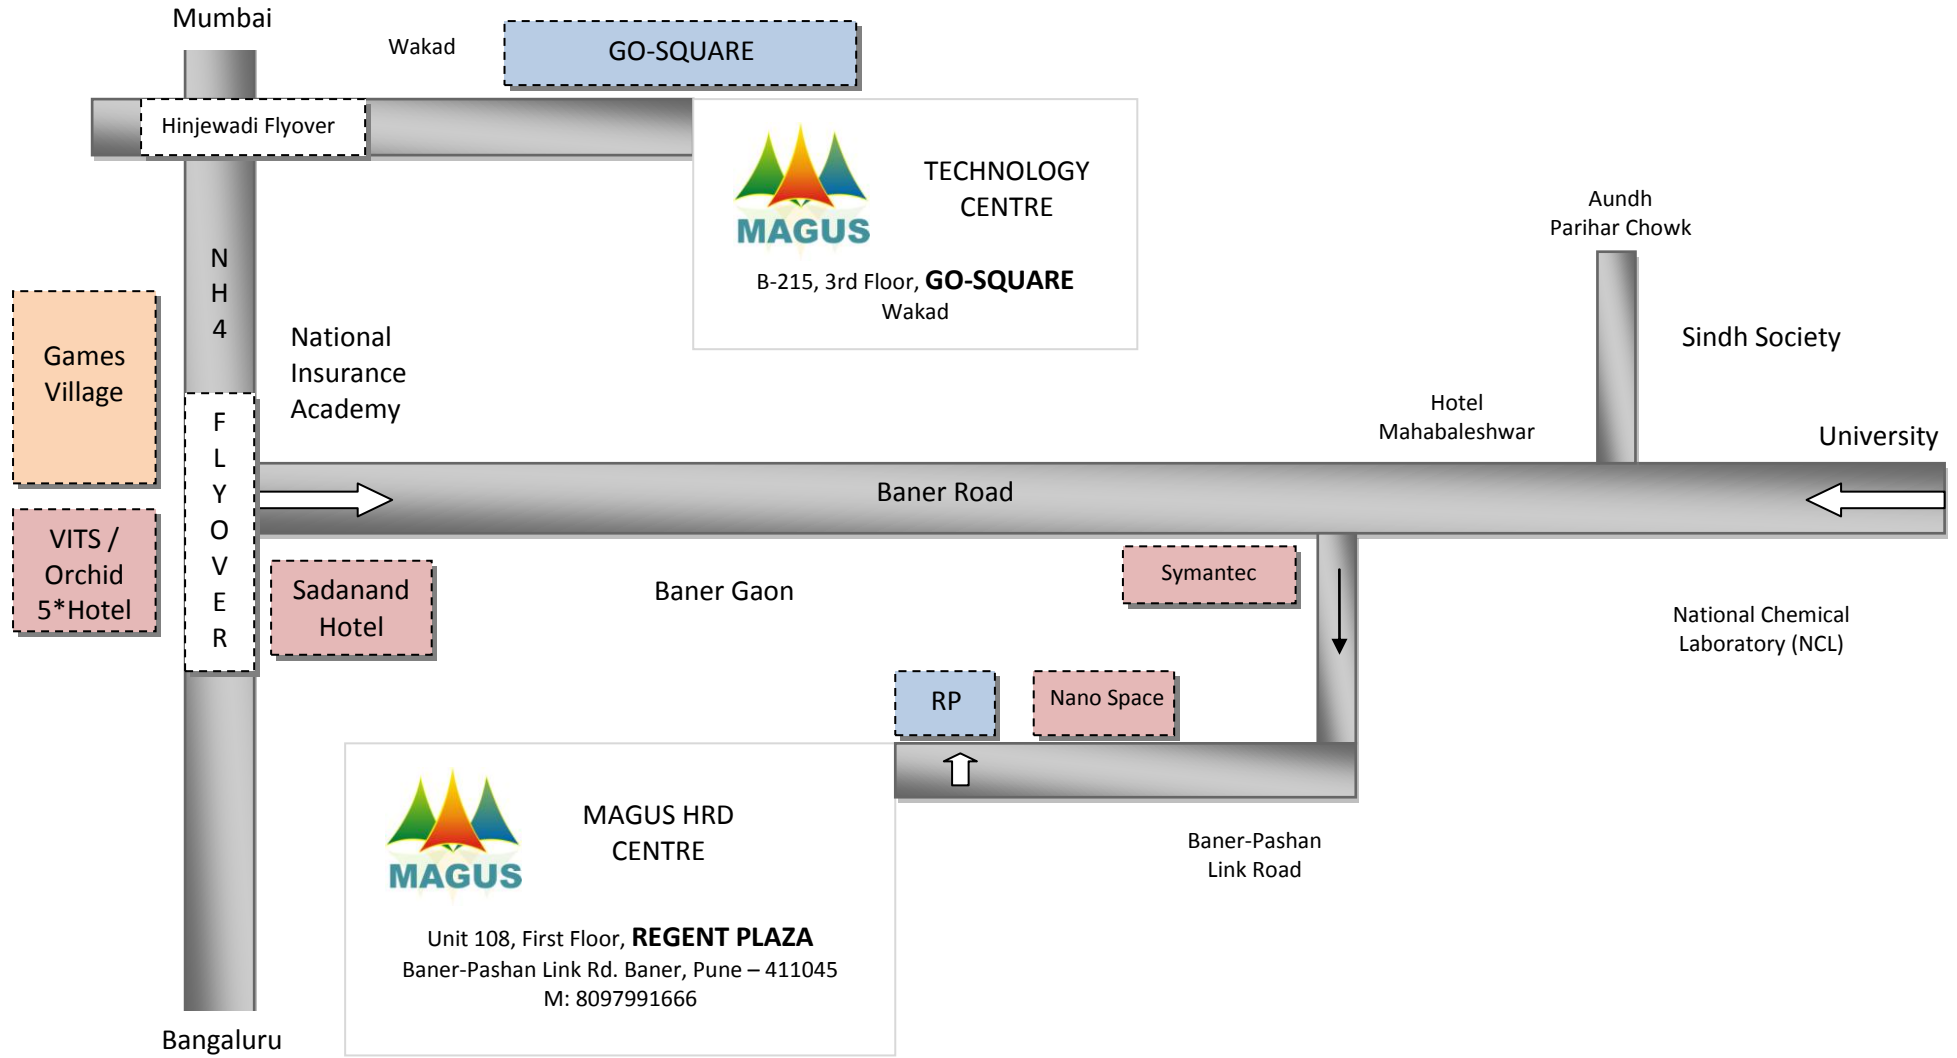 Mumbai
Wakad
GO-SQUARE
Hinjewadi Flyover
MAGUS
TECHNOLOGY
CENTRE
B-215, 3rd Floor, GO-SQUARE
Wakad
Aundh
Parihar Chowk
N
H
4
Games
Village
National
Insurance
Academy
Sindh Society
Hotel
Mahabaleshwar
University
F
L
Y
O
V
E
R
Baner Road
VITS /
Orchid
5*Hotel
Sadanand
Hotel
Baner Gaon
Symantec
National Chemical
Laboratory (NCL)
RP
Nano Space
MAGUS
MAGUS HRD
CENTRE
Unit 108, First Floor, REGENT PLAZA
Baner-Pashan Link Rd. Baner, Pune – 411045
M: 8097991666
Baner-Pashan
Link Road
Bangaluru